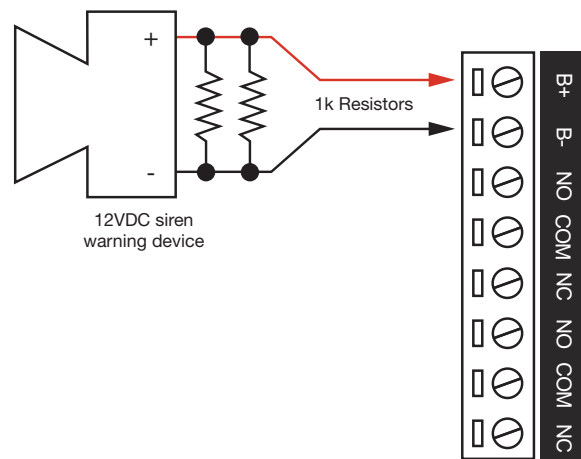 +
1k Resistors
-
12VDC siren
warning device
B+
B-
NO
COM
NC
NO
COM
NC